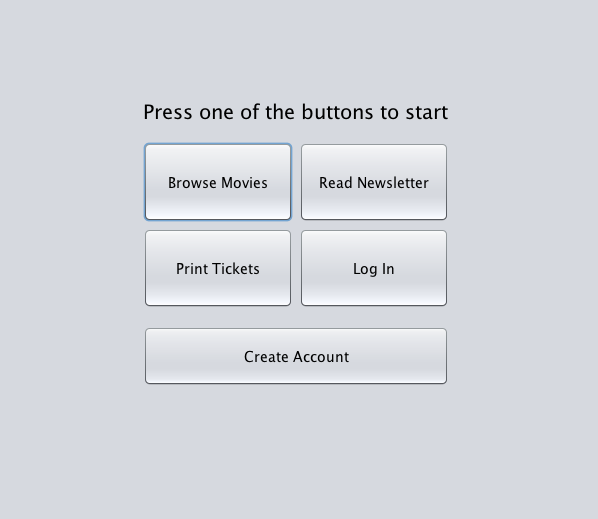 Press one of the buttons to start
Browse Movies
Read Newsletter
Print Tickets
Log In
Create Account